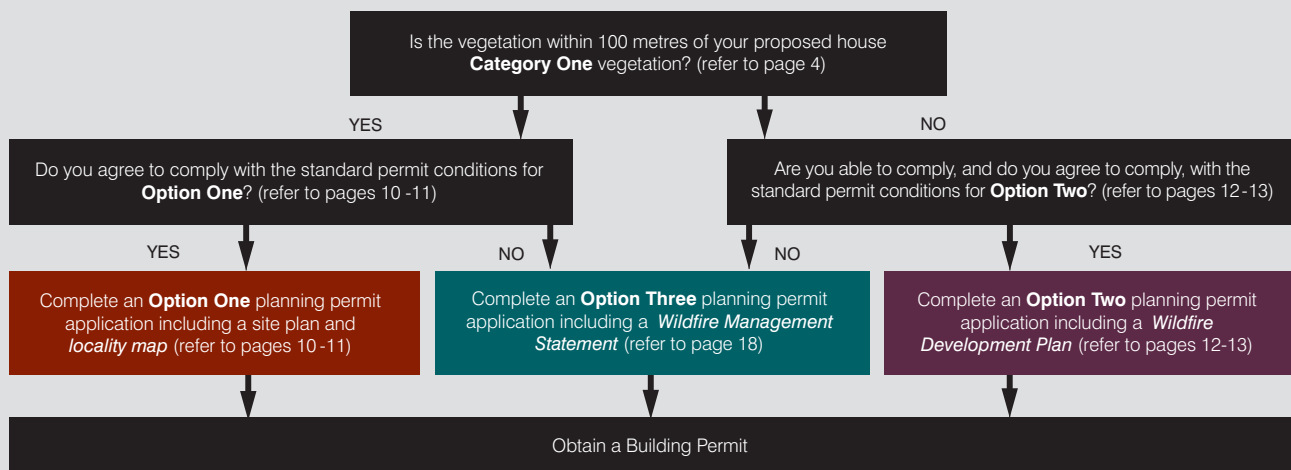 Is the vegetation within 100 metres of your proposed house
Category One vegetation? (refer to page 4)
YES
NO
Do you agree to comply with the standard permit conditions for
Option One? (refer to pages 10 -11)
Are you able to comply, and do you agree to comply, with the
standard permit conditions for Option Two? (refer to pages 12-13)
YES
NO
NO
YES
Complete an Option One planning permit
application including a site plan and
locality map (refer to pages 10 -11)
Complete an Option Three planning permit
application including a Wildfire Management
Statement (refer to page 18)
Complete an Option Two planning permit
application including a Wildfire
Development Plan (refer to pages 12-13)
Obtain a Building Permit